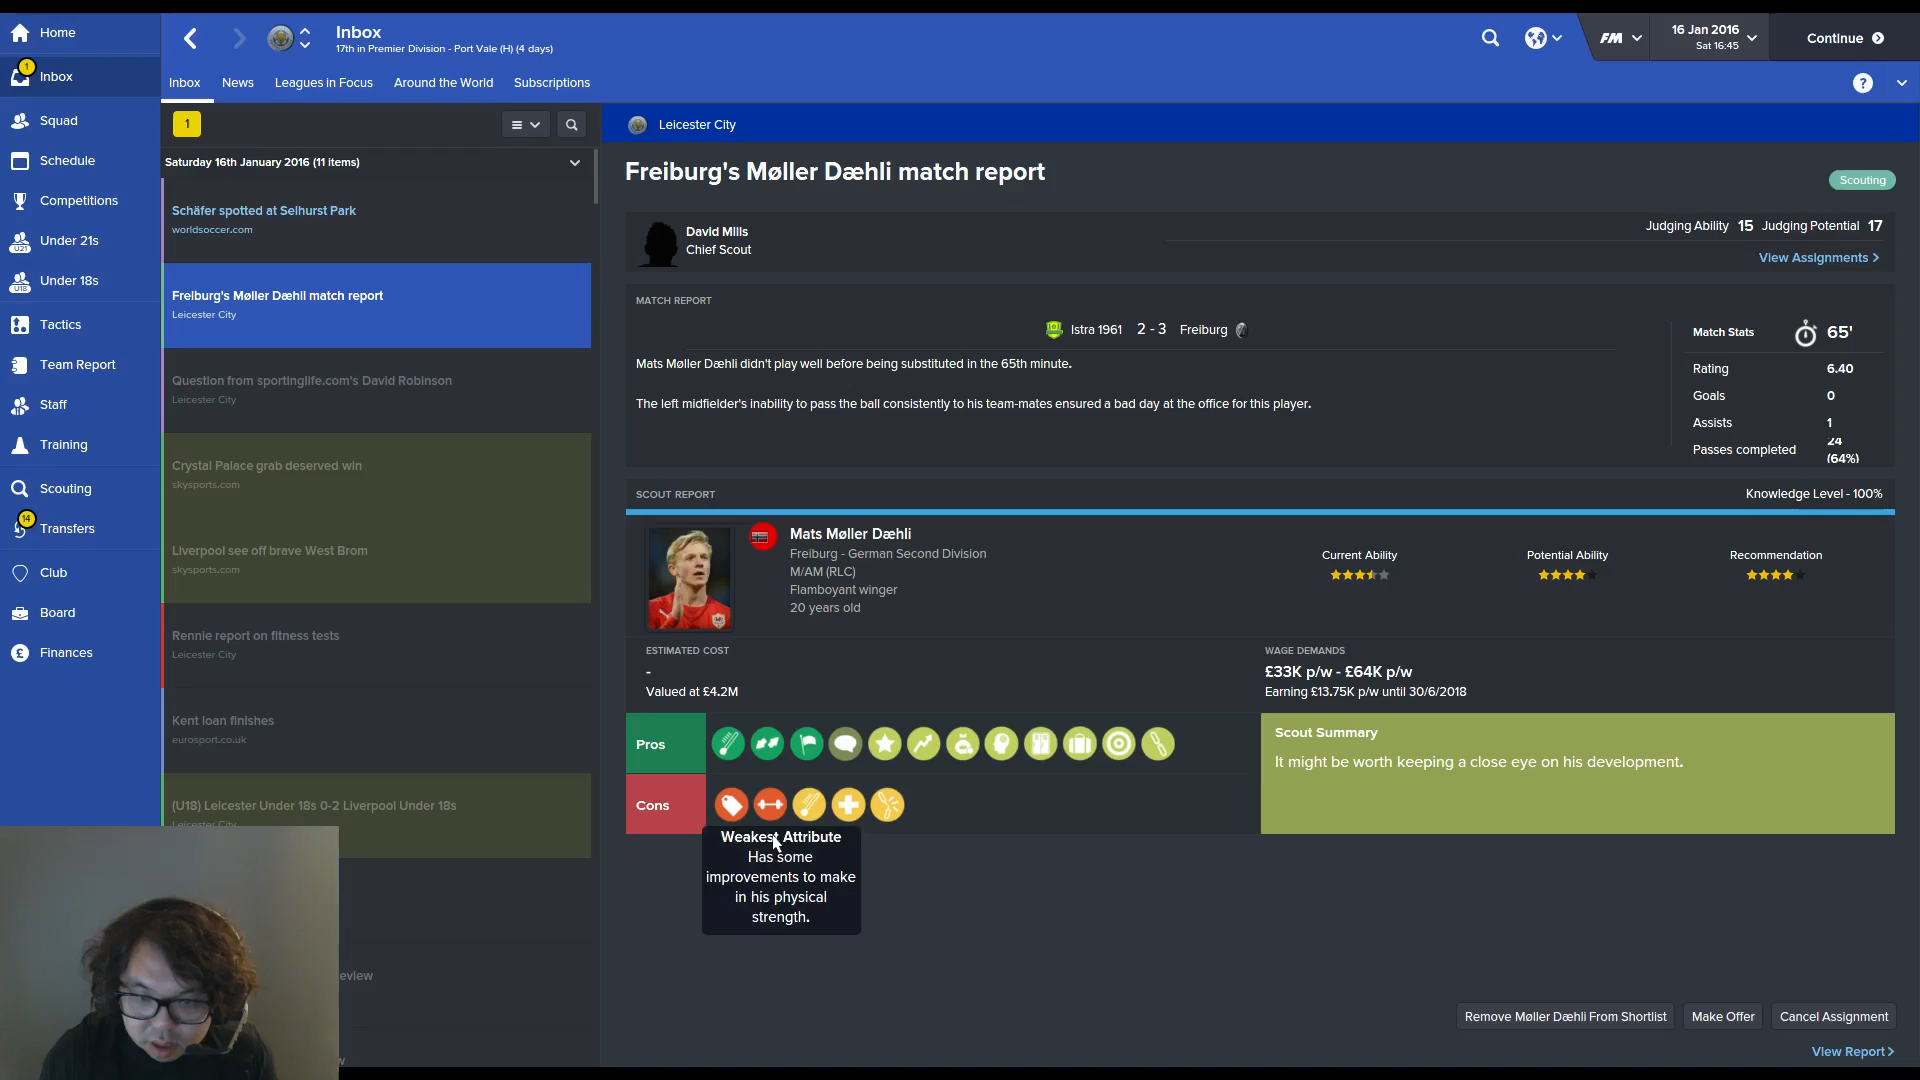 Home
Inbox
1
Squad
Schedule
Competitions
Under 21s
U21
Under 18s
U18
Tactics
Team Report
Staff
Training
Scouting
Transfers
14
Club
Board
Finances
Inbox
17th in Premier Division - Port Vale (H) (4 days)
FM
16 Jan 2016
Sat 16:45
Continue
Inbox
News
Leagues in Focus
Around the World
Subscriptions
?
1
Saturday 16th January 2016 (11 items)
Schäfer spotted at Selhurst Park
worldsoccer.com
Freiburg's Møller Dæhli match report
Leicester City
Question from sportinglife.com's David Robinson
Leicester City
Crystal Palace grab deserved win
skysports.com
Liverpool see off brave West Brom
skysports.com
Rennie report on fitness tests
Leicester City
Kent loan finishes
eurosport.co.uk
(U18) Leicester Under 18s 0-2 Liverpool Under 18s
Leicester City
eview
w
Leicester City
Freiburg's Møller Dæhli match report
Scouting
David Mills
Chief Scout
Judging Ability 15 Judging Potential 17
View Assignments >
MATCH REPORT
Istra 1961 2 - 3 Freiburg
Mats Møller Dæhli didn't play well before being substituted in the 65th minute.
The left midfielder's inability to pass the ball consistently to his team-mates ensured a bad day at the office for this player.
Match Stats 65'
Rating 6.40
Goals 0
Assists 1
Passes completed 24
(64%)
SCOUT REPORT
Knowledge Level - 100%
Mats Møller Dæhli
Freiburg - German Second Division
M/AM (RLC)
Flamboyant winger
20 years old
Current Ability
Potential Ability
Recommendation
ESTIMATED COST
-
Valued at £4.2M
WAGE DEMANDS
£33K p/w - £64K p/w
Earning £13.75K p/w until 30/6/2018
Pros
Cons
Scout Summary
It might be worth keeping a close eye on his development.
Weakest Attribute
Has some
improvements to make
in his physical
strength.
Remove Møller Dæhli From Shortlist
Make Offer
Cancel Assignment
View Report >